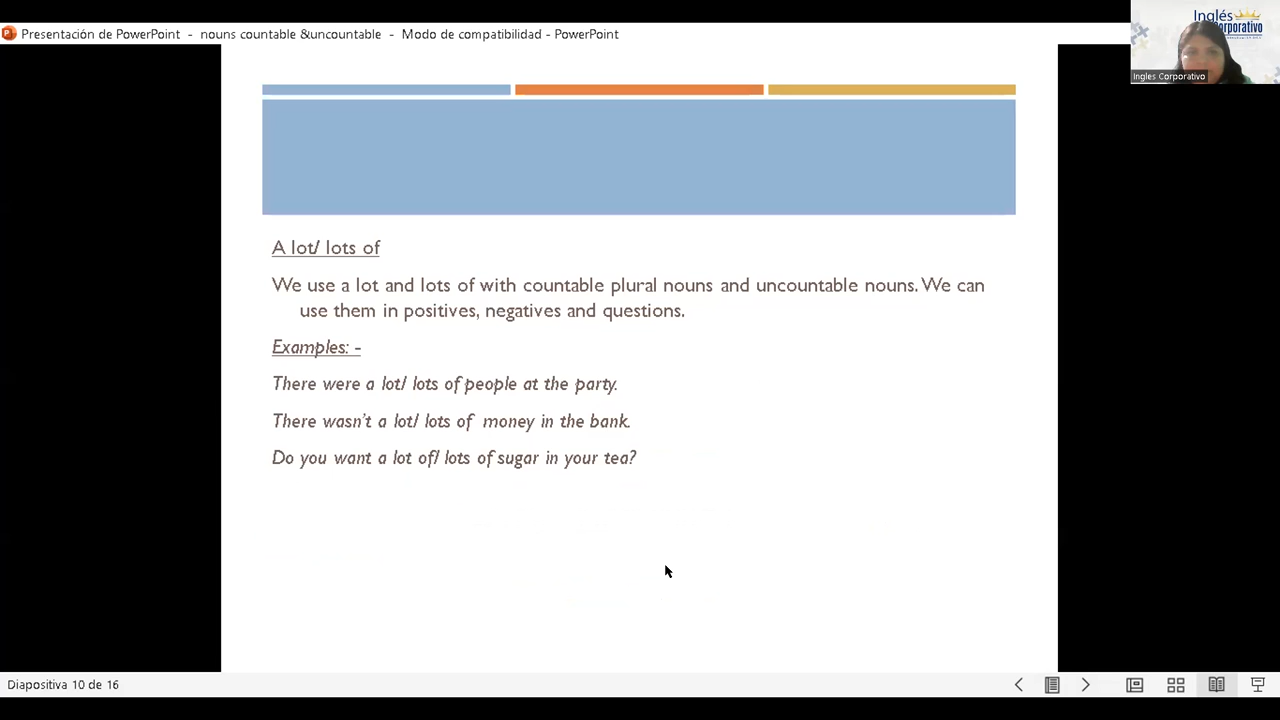 Presentación de PowerPoint - nouns countable &uncountable - Modo de compatibilidad - PowerPoint
Inglés
Corporativo
Ingles Corporativo
A lot/ lots of
We use a lot and lots of with countable plural nouns and uncountable nouns. We can
use them in positives, negatives and questions.
Examples: -
There were a lot/ lots of people at the party.
There wasn't a lot/ lots of money in the bank.
Do you want a lot of/ lots of sugar in your tea?
Diapositiva 10 de 16